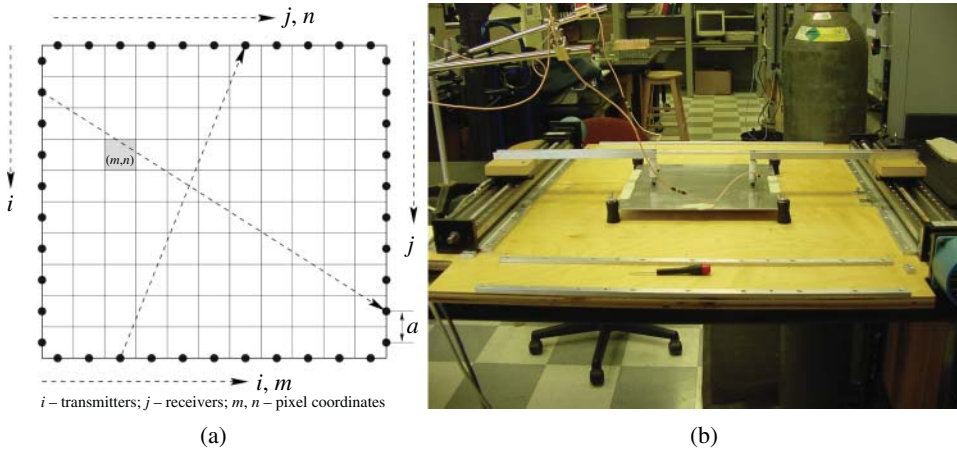 j, n
(m,n)
i
j
a
i, m
i – transmitters; j – receivers; m, n – pixel coordinates
(a)
(b)